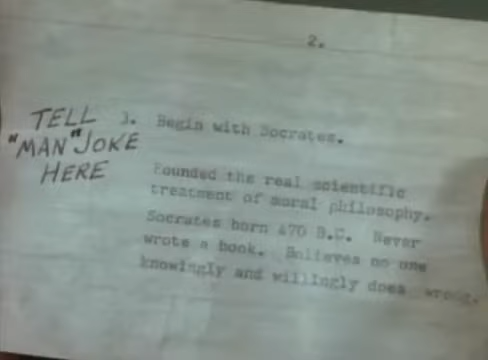 2.
TELL
"MAN" JOKE
HERE
). Begin with Socrates.
Founded the real scientific
treatment of moral philosophy.
Socrates born 470 B.C. Never
wrote a book. Believes no one
knowingly and willingly does wrong.